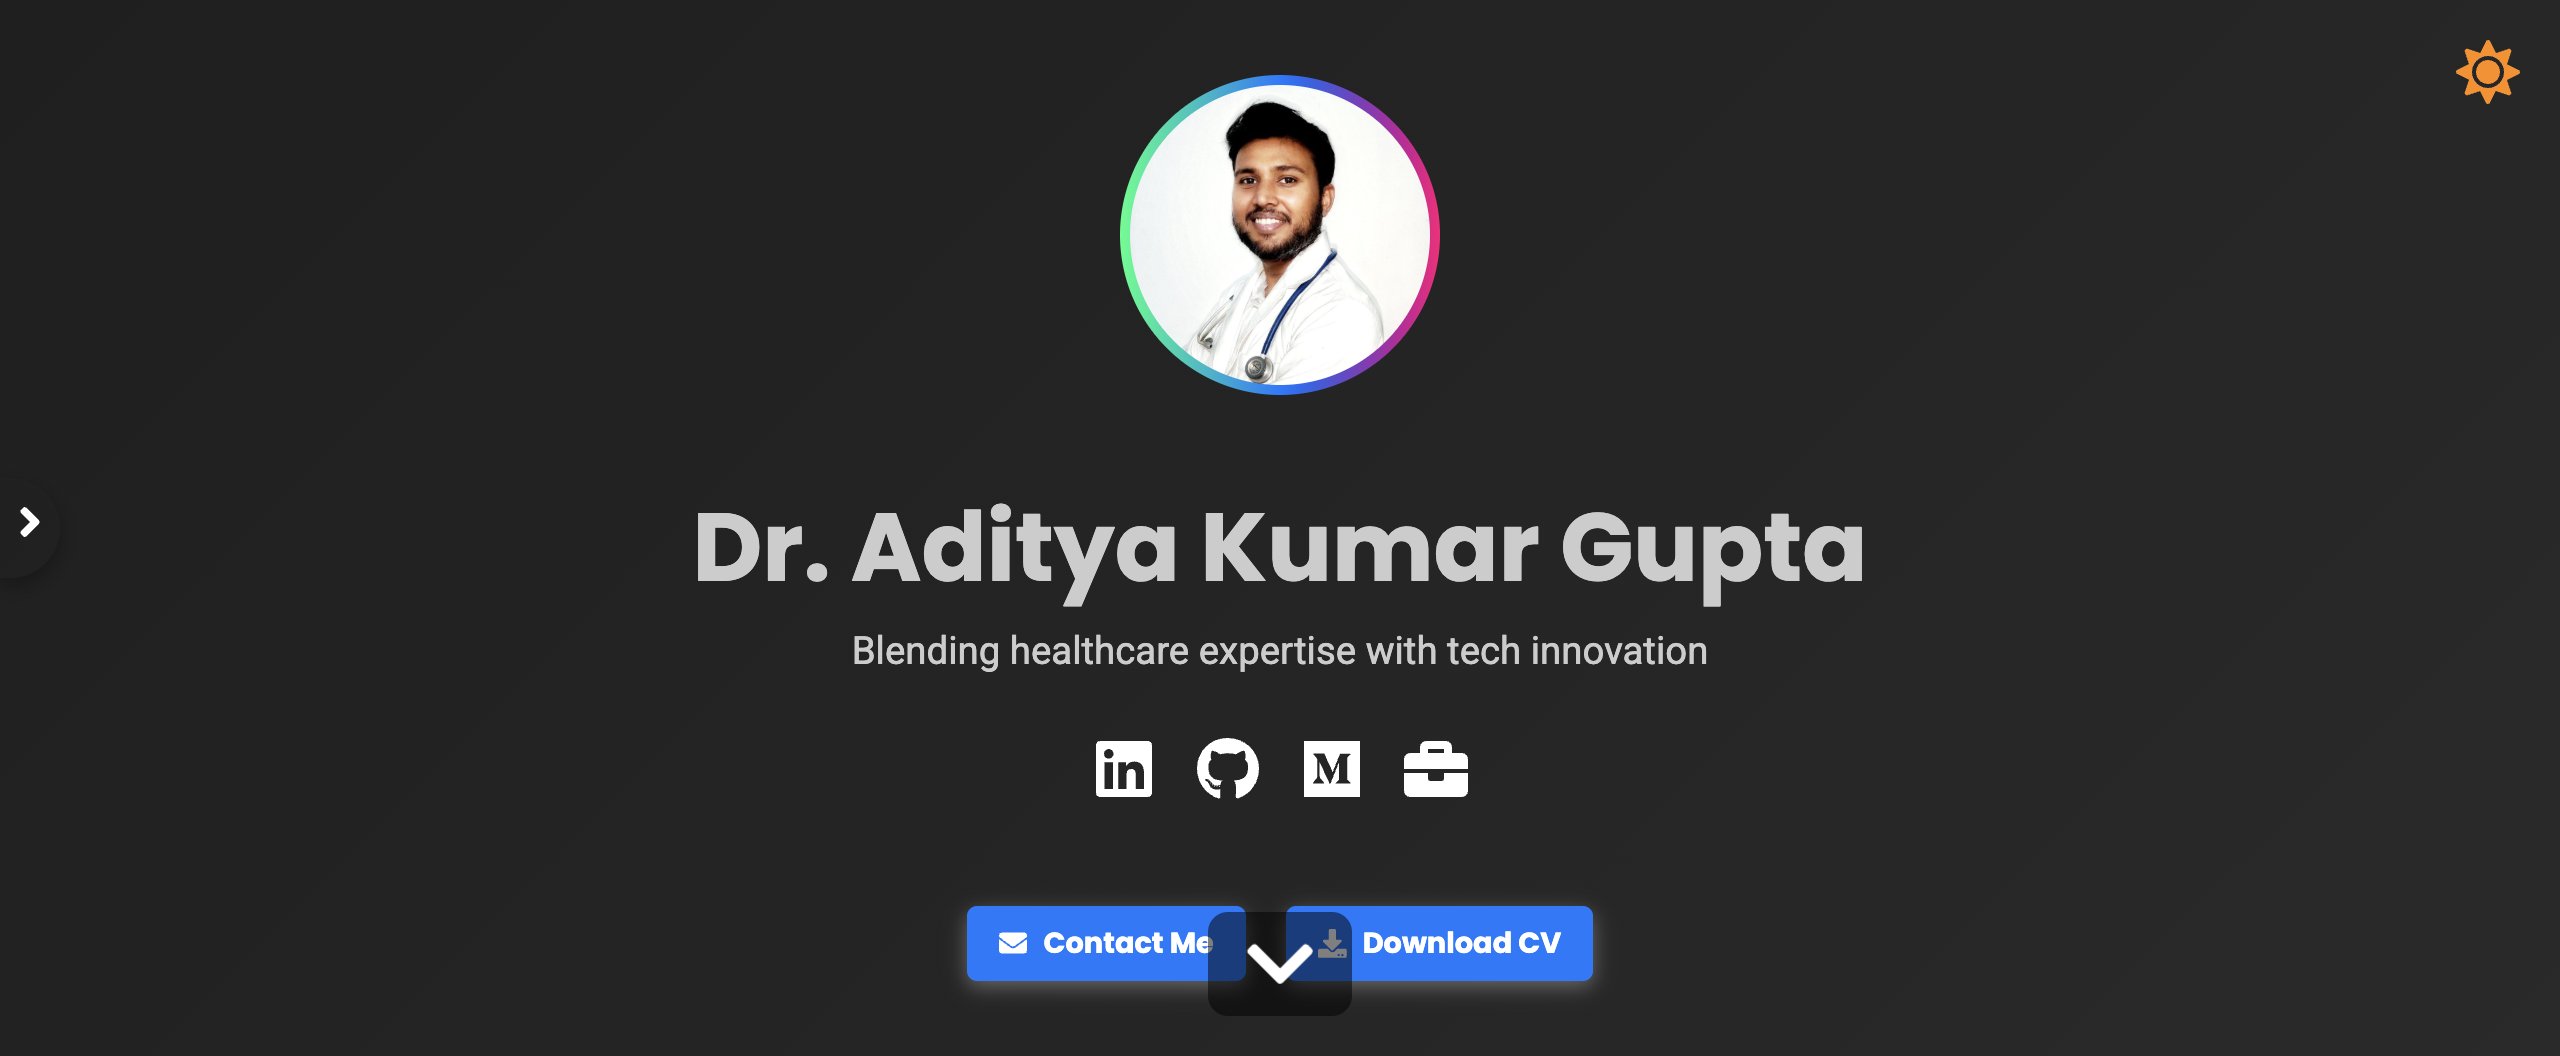 Dr. Aditya Kumar Gupta
Blending healthcare expertise with tech innovation
in
M
Contact Me
Download CV